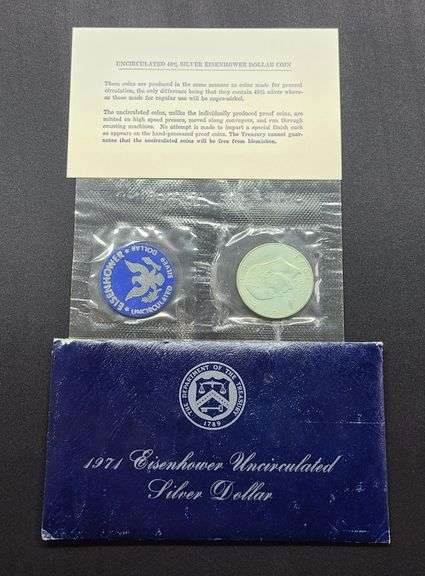 UNCIRCULATED 40% SILVER EISENHOWER DOLLAR COIN
These coins are produced in the same manner as coins made for general
circulation, the only difference being that they contain 40% silver where-
as those made for regular use will be cupro-nickel.
The uncirculated coins, unlike the individually produced proof coins, are
minted on high speed presses, moved along conveyors, and run through
counting machines. No attempt is made to impart a special finish such
as appears on the hand-processed proof coins. The Treasury cannot guar-
antee that the uncirculated coins will be free from blemishes.
EISENHOWER
UNCIRCULATED
SILVER
DOLLAR
THE DEPARTMENT OF THE TREASURY
1789
1971 Eisenhower Uncirculated
Silver Dollar